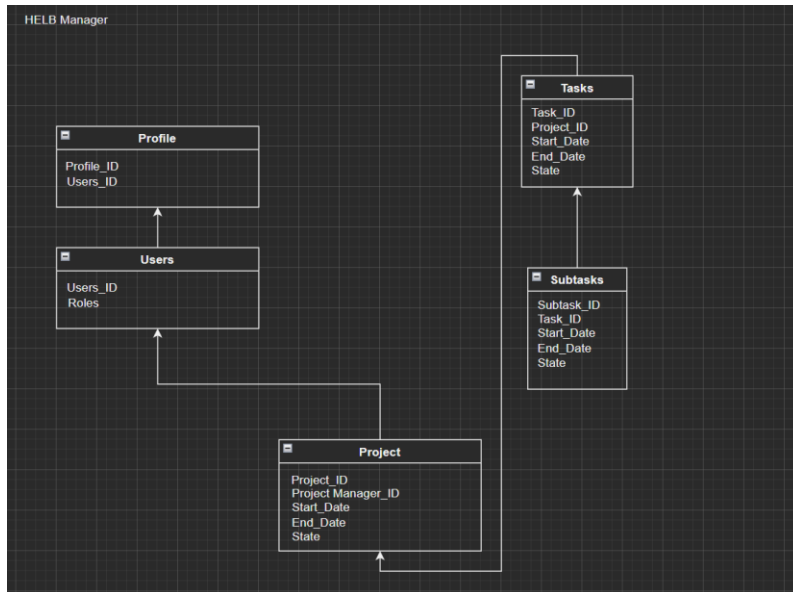 HELB Manager
Profile
Profile_ID
Users_ID
Users
Users_ID
Roles
Project
Project_ID
Project Manager_ID
Start_Date
End_Date
State
Tasks
Task_ID
Project_ID
Start_Date
End_Date
State
Subtasks
Subtask_ID
Task_ID
Start_Date
End_Date
State